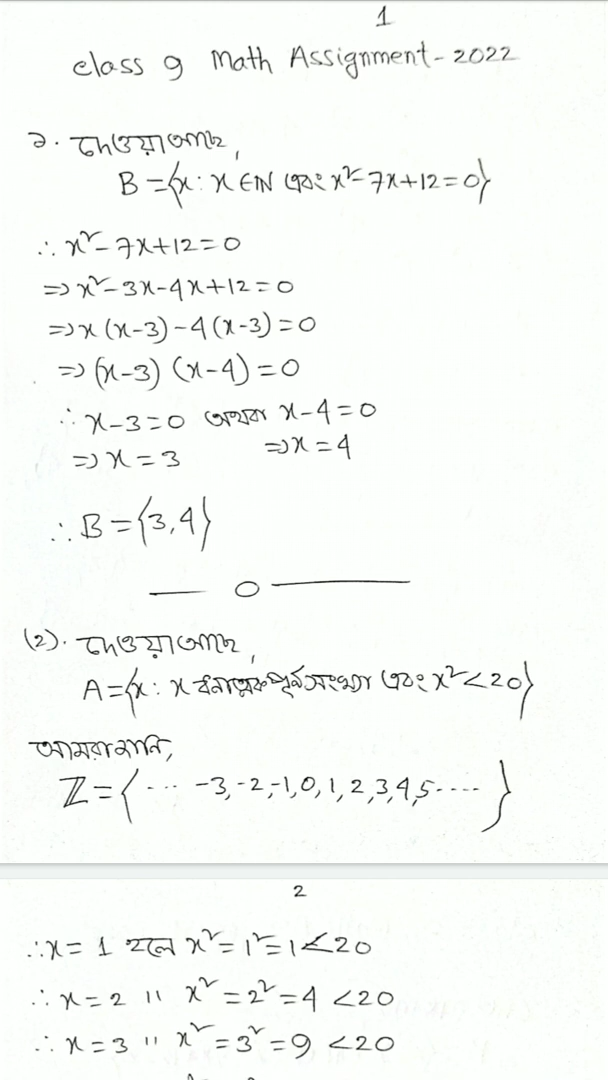 1
Class 9 Math Assignment-2022
১. দেওয়া আছে,
B={x: x∈ℕ এবং x²-7x+12=0}
∴ x²-7x+12=0
⇒x²-3x-4x+12=0
⇒x(x-3)-4(x-3)=0
⇒(x-3)(x-4)=0
∴ x-3=0 অথবা x-4=0
⇒ x=3 ⇒x=4
∴ B={3,4}
(2). দেওয়া আছে,
A={x: x ধনাত্মক পূর্ণসংখ্যা এবং x²<20}
আমরা জানি,
ℤ={... -3,-2,-1,0,1,2,3,4,5....}
2
∴x=1 হলে x²=1²=1<20
∴x=2 " x²=2²=4<20
∴x=3 " x²=3²=9<20